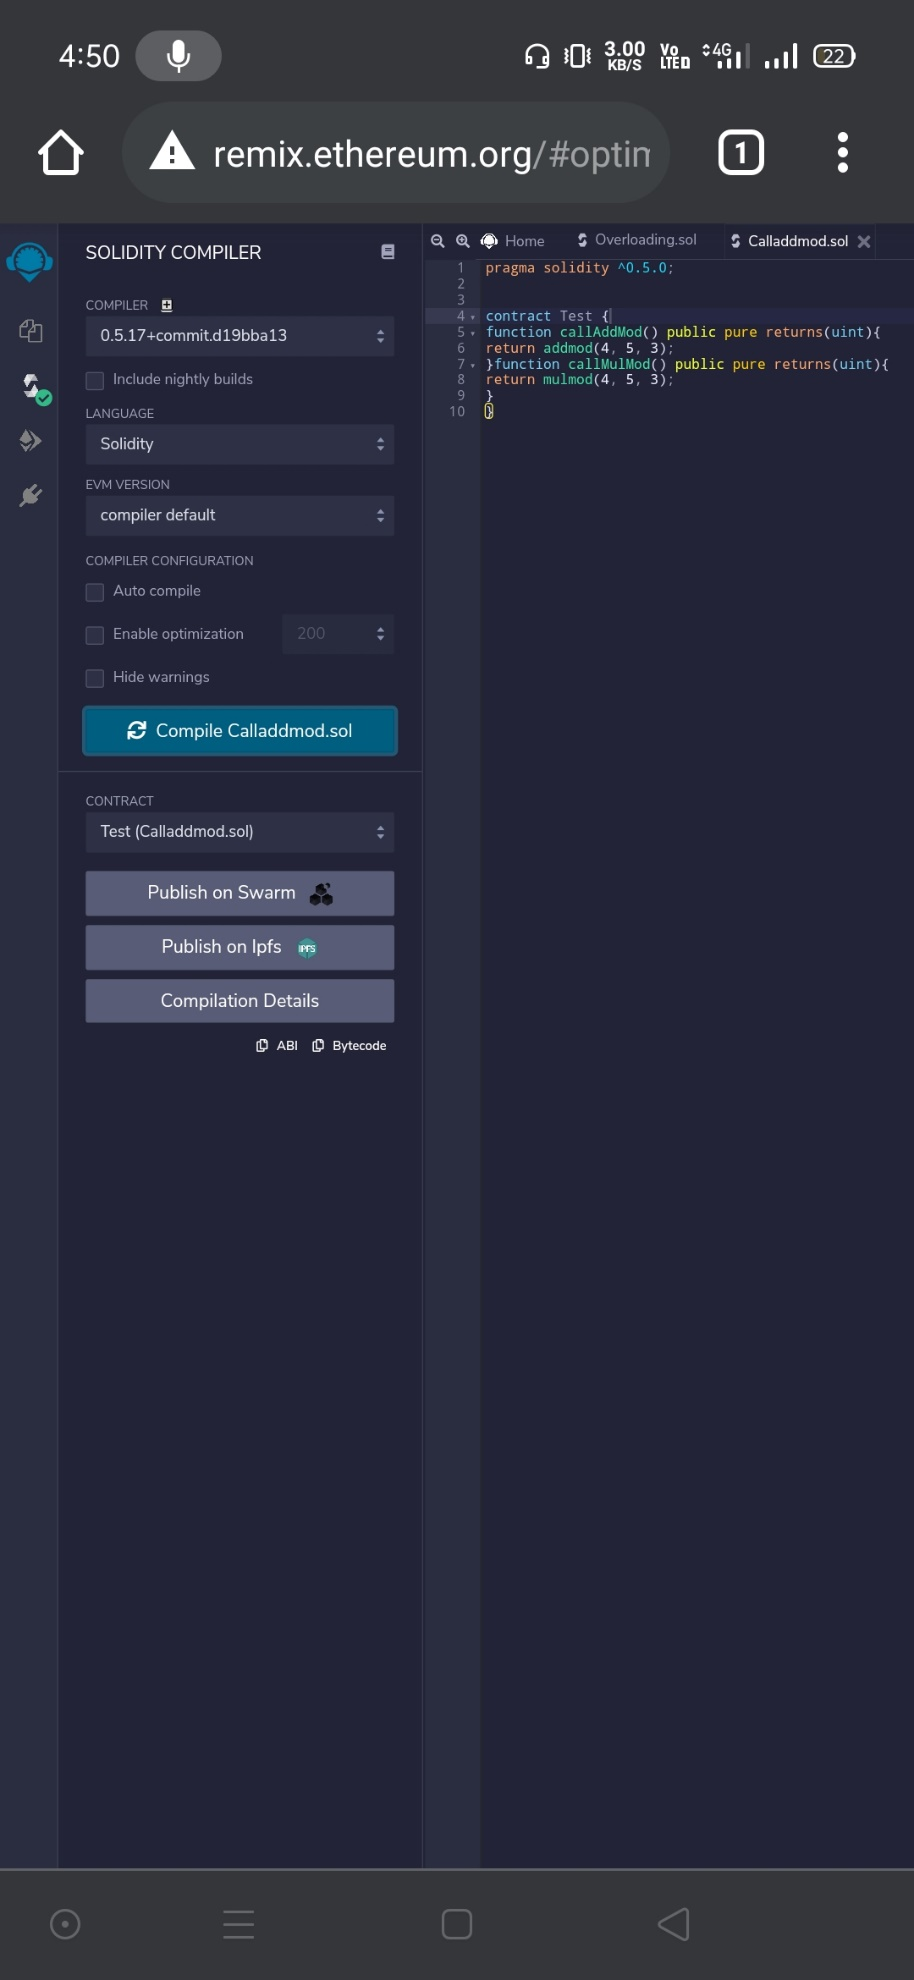 4:50
3.00 KB/S
Vo LTE
4G
22
remix.ethereum.org/#optin
1
SOLIDITY COMPILER
COMPILER
0.5.17+commit.d19bba13
Include nightly builds
LANGUAGE
Solidity
EVM VERSION
compiler default
COMPILER CONFIGURATION
Auto compile
Enable optimization
200
Hide warnings
Compile Calladdmod.sol
CONTRACT
Test (Calladdmod.sol)
Publish on Swarm
Publish on Ipfs
IPFS
Compilation Details
ABI
Bytecode
Home
Overloading.sol
Calladdmod.sol
1 pragma solidity ^0.5.0;
2
3
4 contract Test {
5 function callAddMod() public pure returns(uint){
6 return addmod(4, 5, 3);
7 }function callMulMod() public pure returns(uint){
8 return mulmod(4, 5, 3);
9 }
10 }